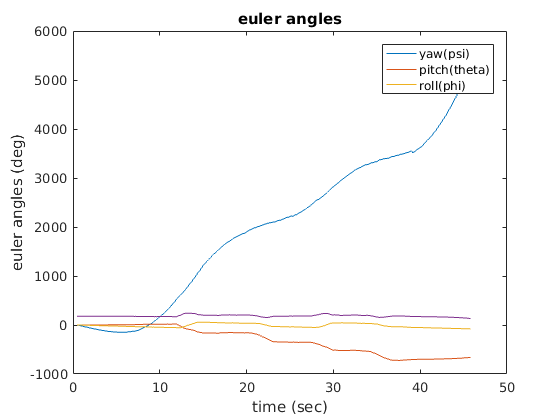 euler angles
6000
5000
4000
3000
2000
1000
0
-1000
euler angles (deg)
yaw(psi)
pitch(theta)
roll(phi)
0 10 20 30 40 50
time (sec)